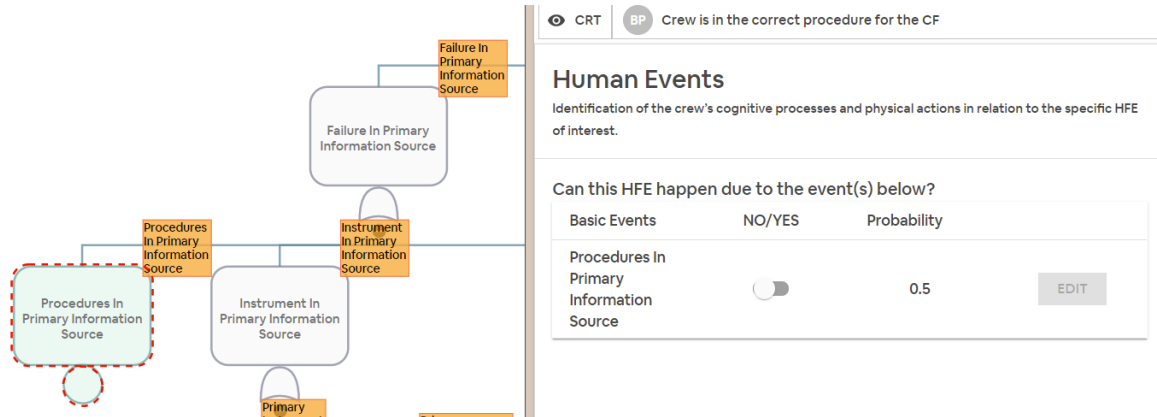 Failure In
Primary
Information
Source
Failure In Primary
Information Source
Procedures
In Primary
Information
Source
Instrument
In Primary
Information
Source
Procedures In
Primary Information
Source
Instrument In
Primary Information
Source
Primary
CRT
BP
Crew is in the correct procedure for the CF
Human Events
Identification of the crew's cognitive processes and physical actions in relation to the specific HFE
of interest.
Can this HFE happen due to the event(s) below?
Basic Events NO/YES Probability
Procedures In
Primary
Information
Source
0.5
EDIT